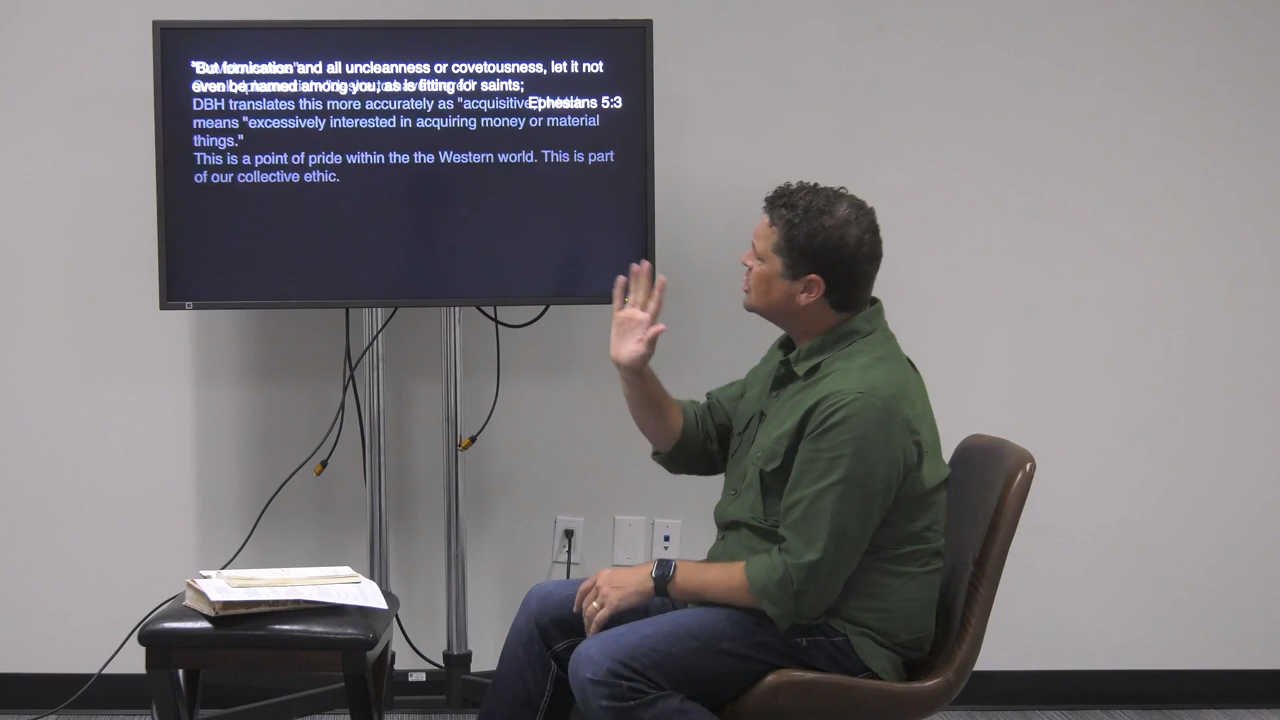 "But fornication and all uncleanness or covetousness, let it not
even be named among you, as is fitting for saints;
Ephesians 5:3
DBH translates this more accurately as "acquisitive,
means "excessively interested in acquiring money or material
things."
This is a point of pride within the the Western world. This is part
of our collective ethic.